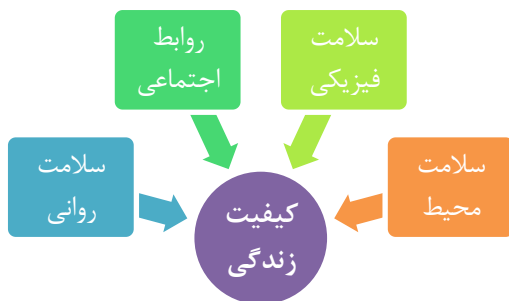 سلامت
فیزیکی
روابط
اجتماعی
سلامت
محیط
سلامت
روانی
کیفیت
زندگی